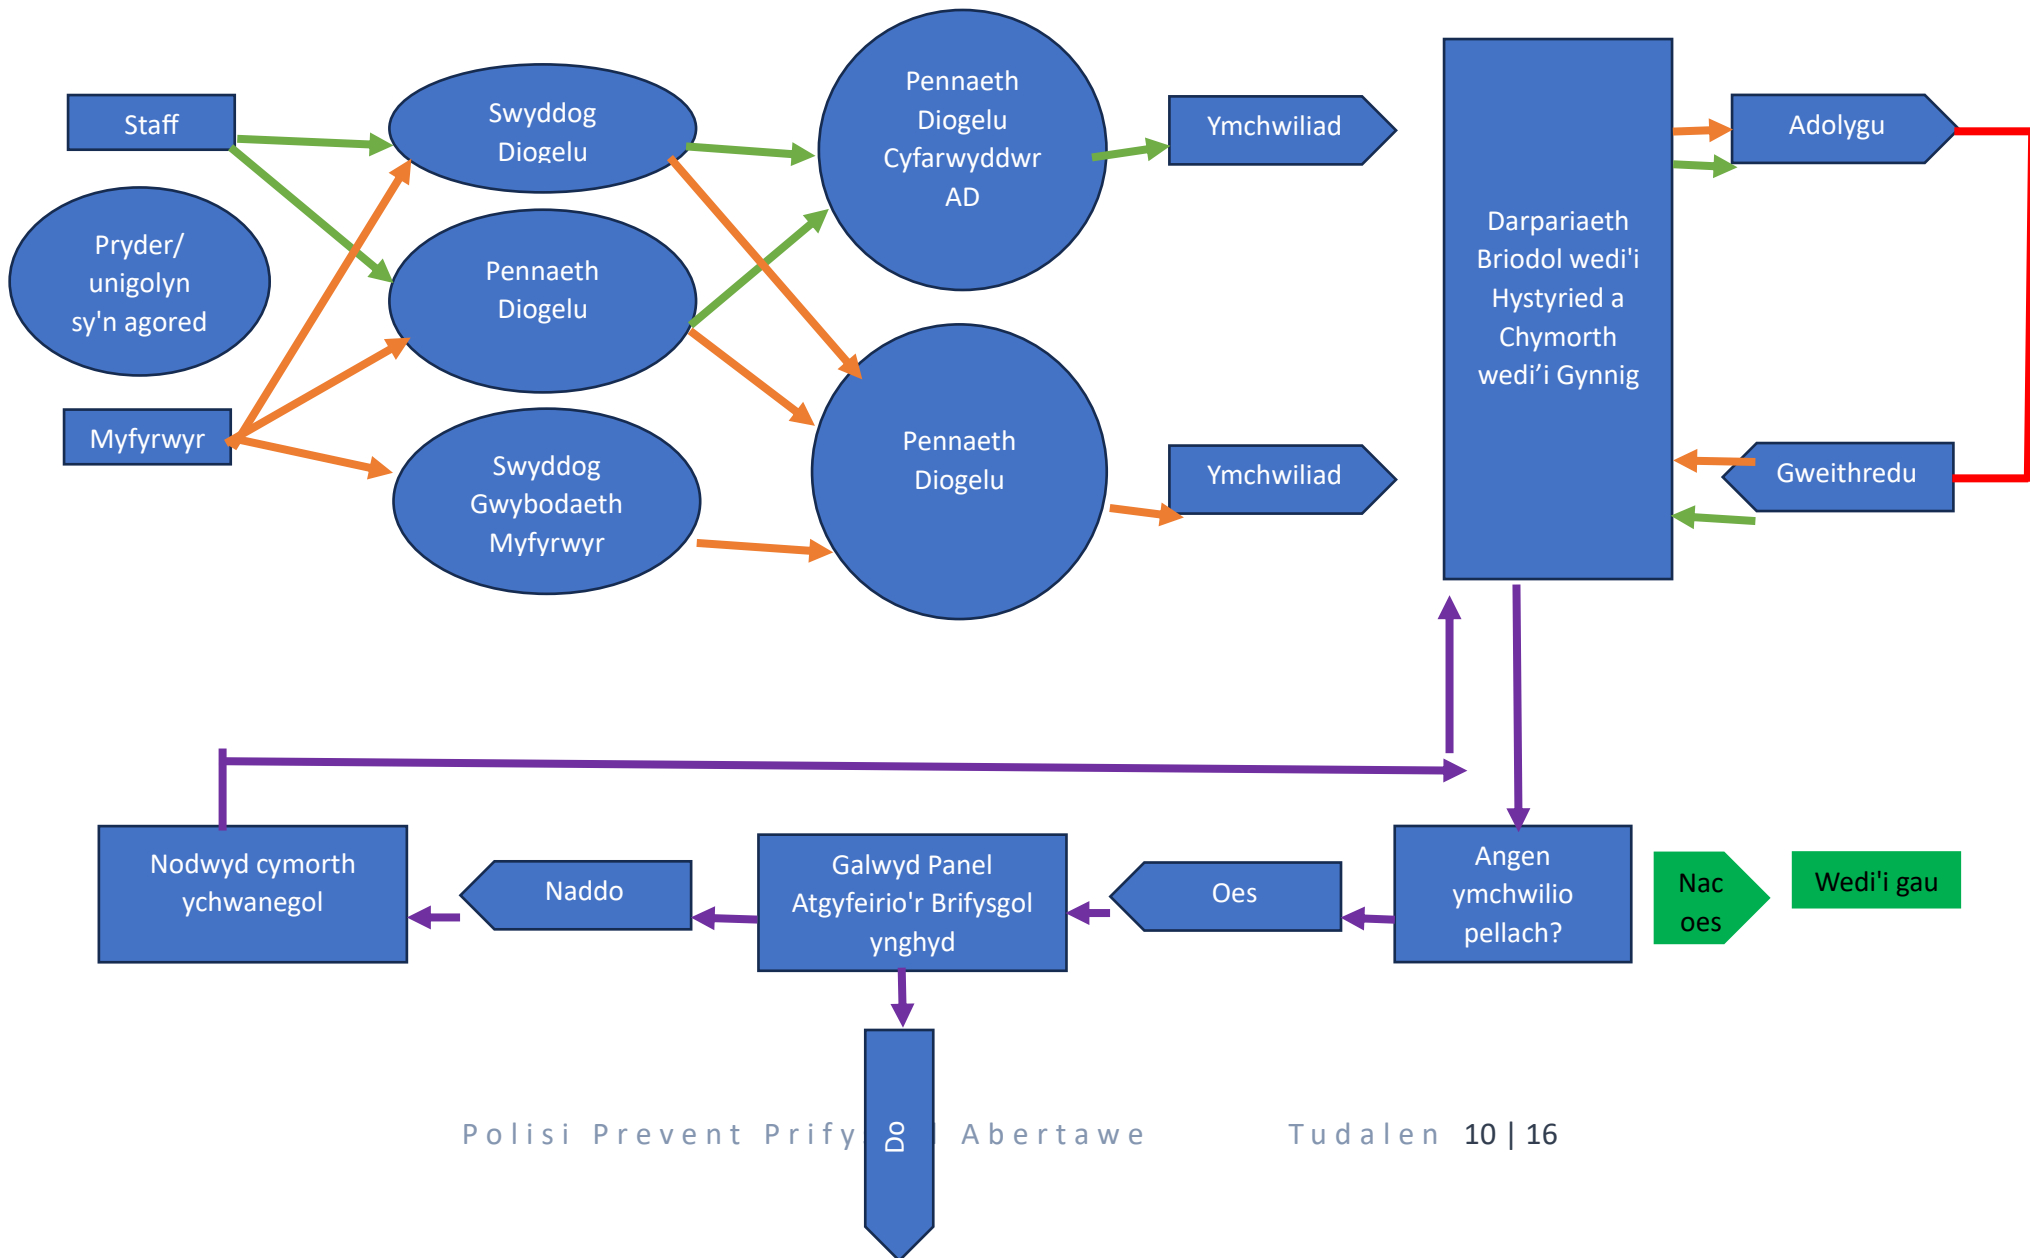 Staff
Pryder/
unigolyn
sy'n agored
Myfyrwyr
Swyddog
Diogelu
Pennaeth
Diogelu
Swyddog
Gwybodaeth
Myfyrwyr
Pennaeth
Diogelu
Cyfarwyddwr
AD
Pennaeth
Diogelu
Ymchwiliad
Ymchwiliad
Darpariaeth
Briodol wedi'i
Hystyried a
Chymorth
wedi’i Gynnig
Adolygu
Gweithredu
Nodwyd cymorth
ychwanegol
Naddo
Galwyd Panel
Atgyfeirio'r Brifysgol
ynghyd
Oes
Angen
ymchwilio
pellach?
Nac
oes
Wedi'i gau
Do
Polisi Prevent Abertawe Tudalen 10 | 16